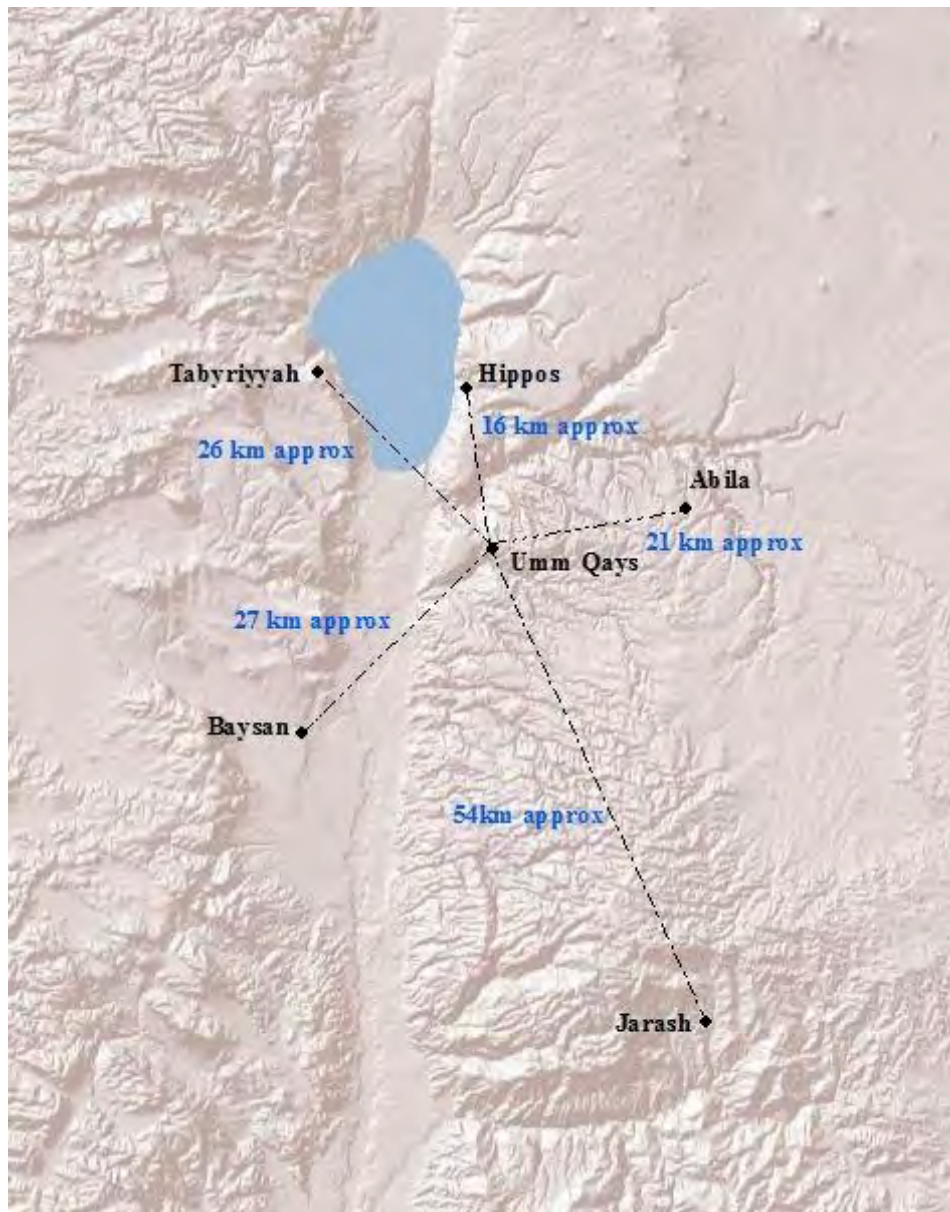 Tabyriyyah
Hippos
16 km approx
26 km approx
Abila
21 km approx
Umm Qays
27 km approx
Baysan
54km approx
Jarash